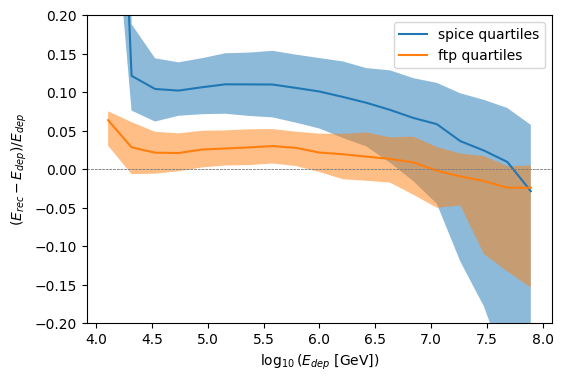 0.20
0.15
0.10
0.05
0.00
−0.05
−0.10
−0.15
−0.20
(E_rec − E_dep)/E_dep
spice quartiles
ftp quartiles
4.0 4.5 5.0 5.5 6.0 6.5 7.0 7.5 8.0
log₁₀(E_dep [GeV])